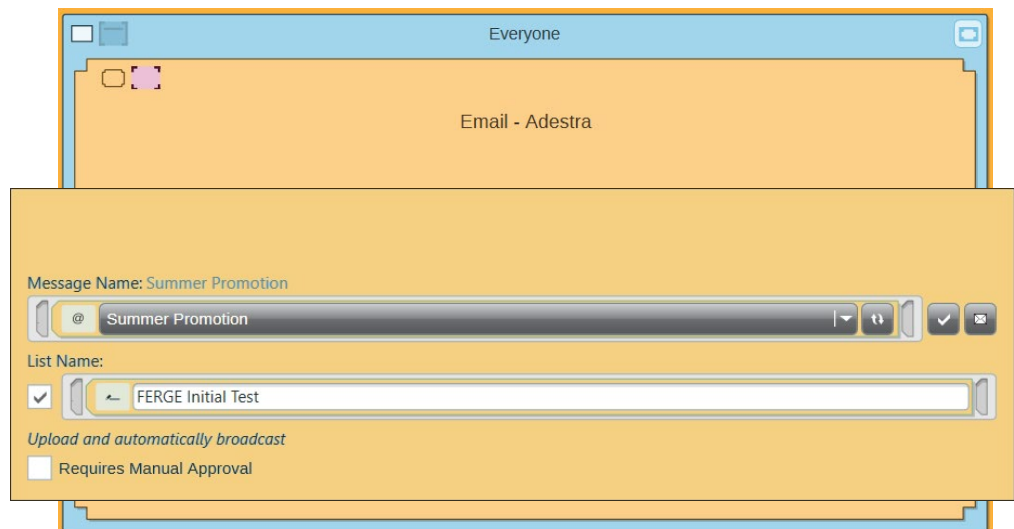 Everyone
Email - Adestra
Message Name: Summer Promotion
@ Summer Promotion
List Name:
FERGE Initial Test
Upload and automatically broadcast
Requires Manual Approval